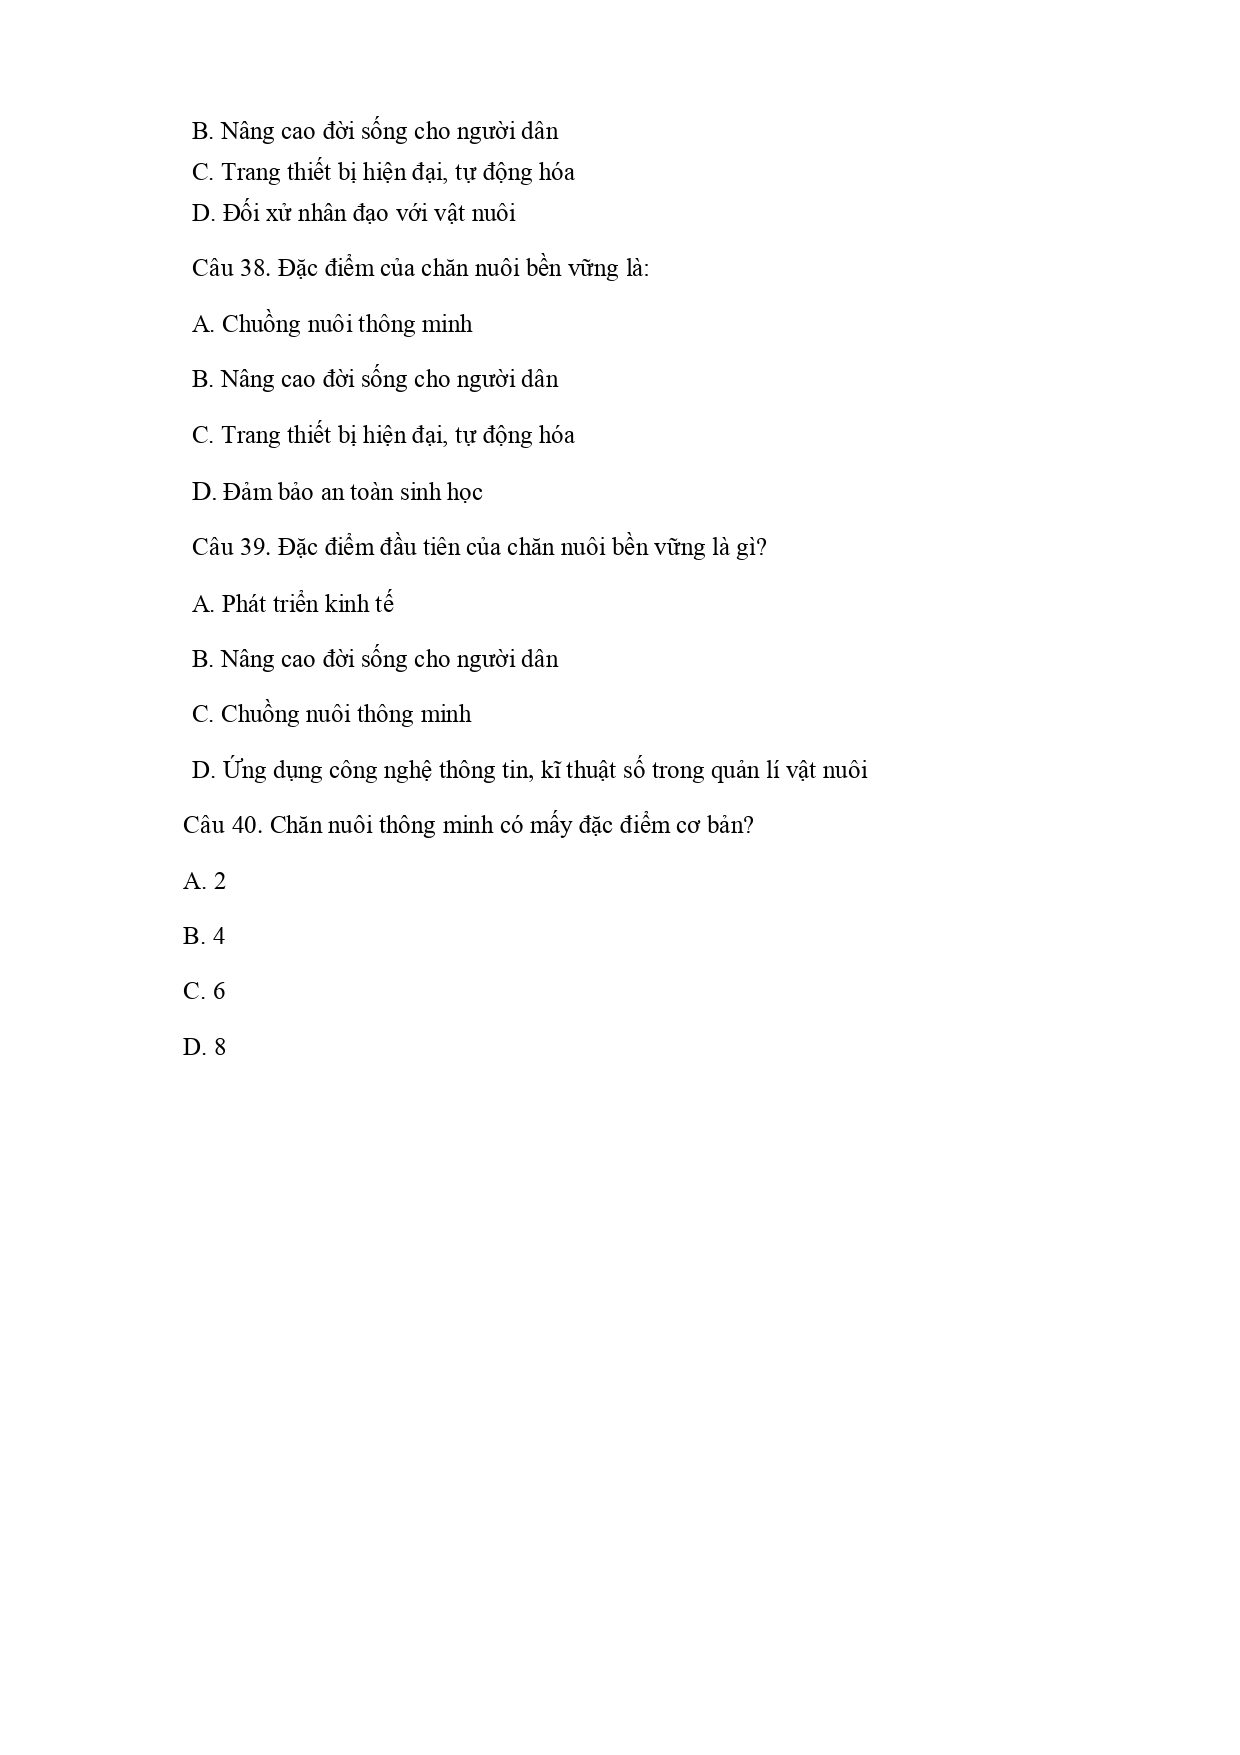 B. Nâng cao đời sống cho người dân
C. Trang thiết bị hiện đại, tự động hóa
D. Đối xử nhân đạo với vật nuôi
Câu 38. Đặc điểm của chăn nuôi bền vững là:
A. Chuồng nuôi thông minh
B. Nâng cao đời sống cho người dân
C. Trang thiết bị hiện đại, tự động hóa
D. Đảm bảo an toàn sinh học
Câu 39. Đặc điểm đầu tiên của chăn nuôi bền vững là gì?
A. Phát triển kinh tế
B. Nâng cao đời sống cho người dân
C. Chuồng nuôi thông minh
D. Ứng dụng công nghệ thông tin, kĩ thuật số trong quản lí vật nuôi
Câu 40. Chăn nuôi thông minh có mấy đặc điểm cơ bản?
A. 2
B. 4
C. 6
D. 8